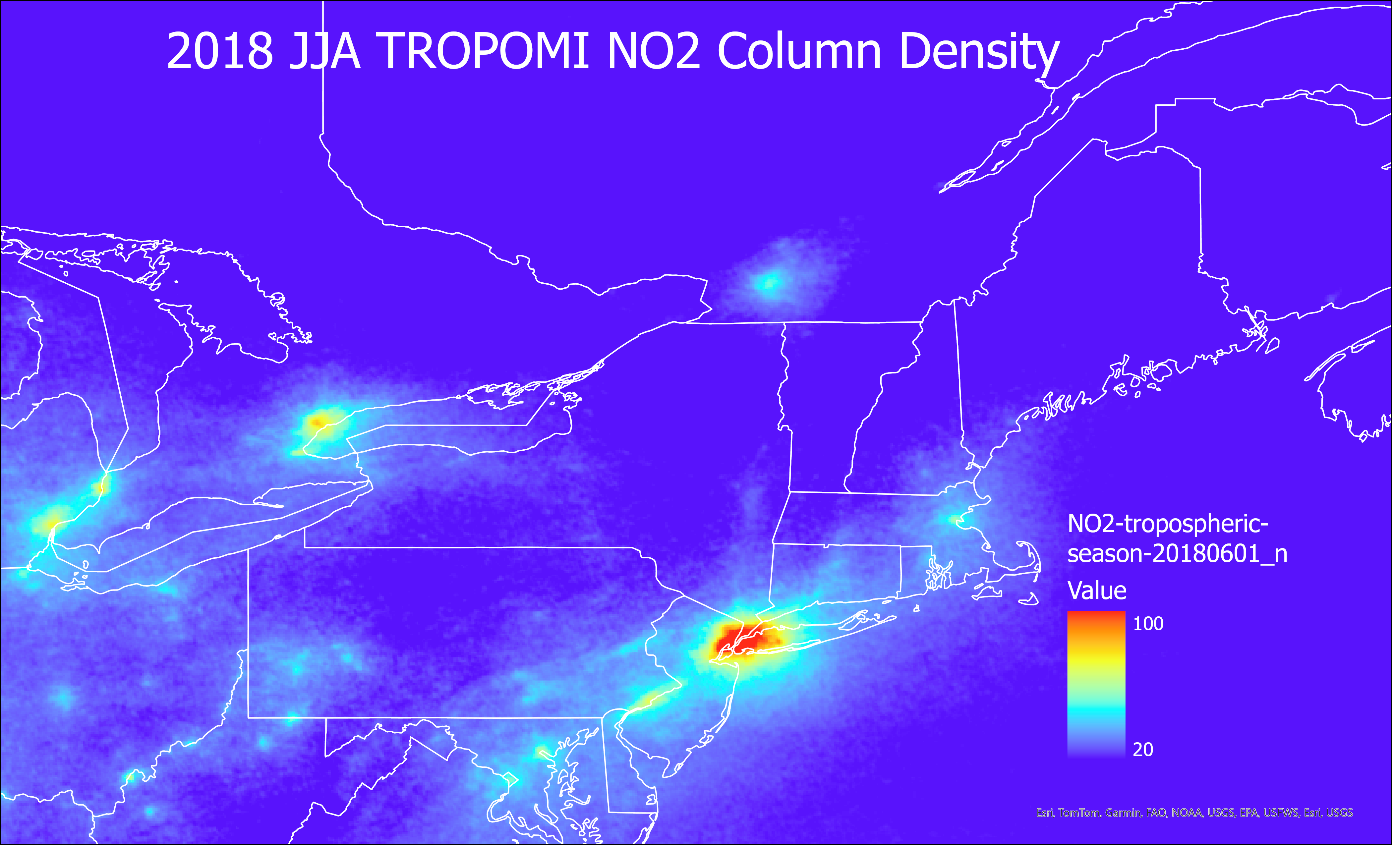 2018 JJA TROPOMI NO2 Column Density
NO2-tropospheric-
season-20180601_n
Value
100
20
Esri, TomTom, Garmin, FAO, NOAA, USGS, EPA, USFWS, Esri, USGS